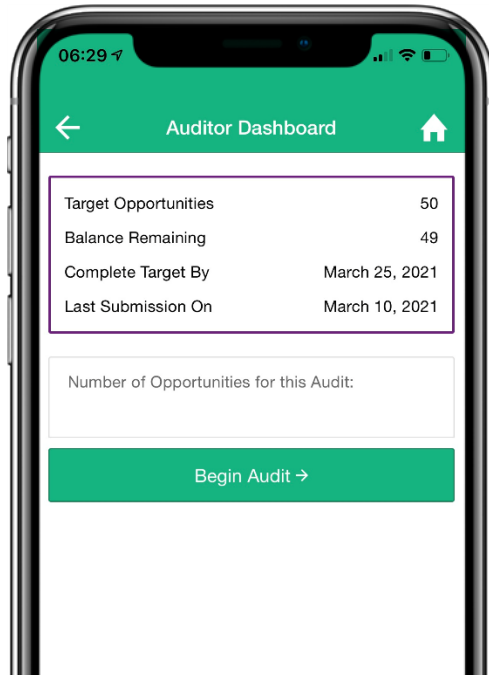 06:29
Auditor Dashboard
Target Opportunities 50
Balance Remaining 49
Complete Target By March 25, 2021
Last Submission On March 10, 2021
Number of Opportunities for this Audit:
Begin Audit →